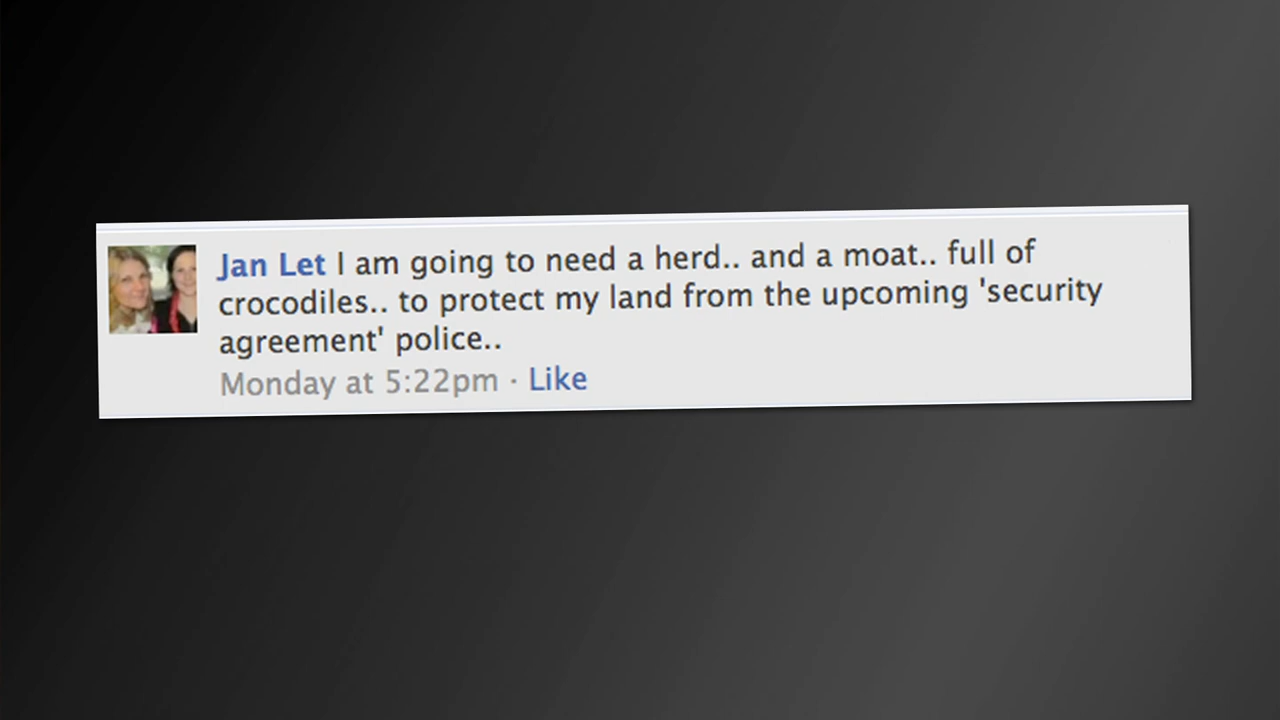 Jan Let I am going to need a herd.. and a moat.. full of
crocodiles.. to protect my land from the upcoming 'security
agreement' police..
Monday at 5:22pm · Like